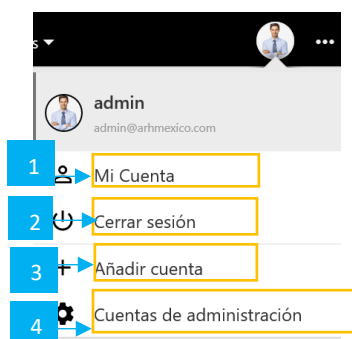 s
admin
admin@arhmexico.com
1 Mi Cuenta
2 Cerrar sesión
3 Añadir cuenta
4 Cuentas de administración